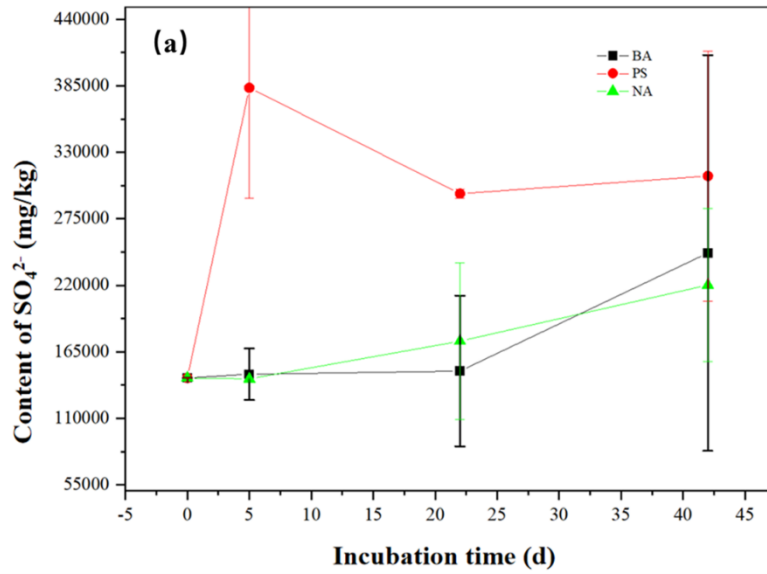 (a)
BA
PS
NA
440000
385000
330000
275000
220000
165000
110000
55000
Content of SO₄²⁻ (mg/kg)
-5 0 5 10 15 20 25 30 35 40 45
Incubation time (d)